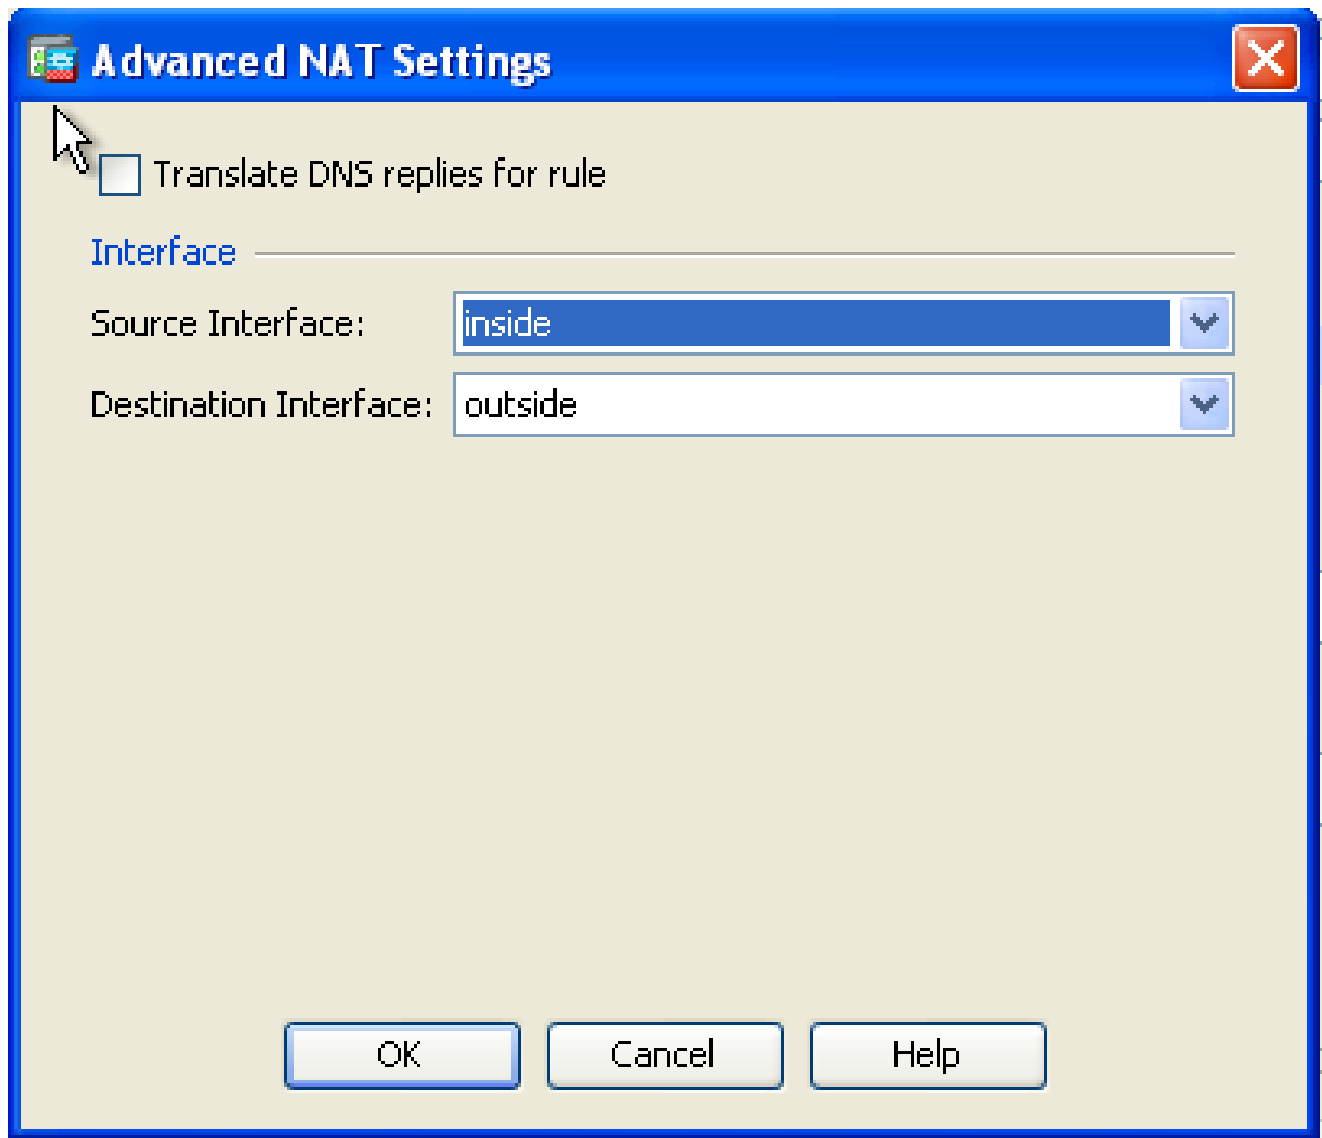 Advanced NAT Settings
Translate DNS replies for rule
Interface
Source Interface: inside
Destination Interface: outside
OK Cancel Help